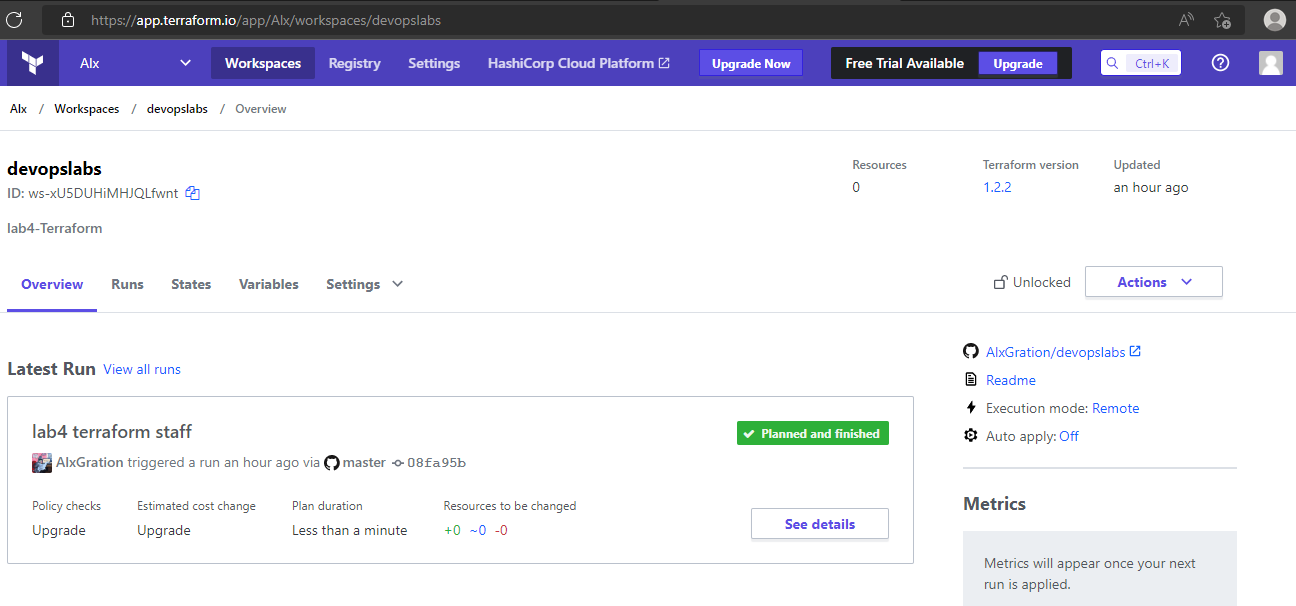 https://app.terraform.io/app/Alx/workspaces/devopslabs
Alx Workspaces Registry Settings HashiCorp Cloud Platform Upgrade Now Free Trial Available Upgrade Ctrl+K
Alx / Workspaces / devopslabs / Overview
devopslabs
ID: ws-xU5DUHiMHJQLfwnt
lab4-Terraform
Resources Terraform version Updated
0 1.2.2 an hour ago
Overview Runs States Variables Settings Unlocked Actions
Latest Run View all runs
lab4 terraform staff Planned and finished
AlxGration triggered a run an hour ago via master 08fa95b
Policy checks Estimated cost change Plan duration Resources to be changed
Upgrade Upgrade Less than a minute +0 ~0 -0
See details
AlxGration/devopslabs
Readme
Execution mode: Remote
Auto apply: Off
Metrics
Metrics will appear once your next
run is applied.